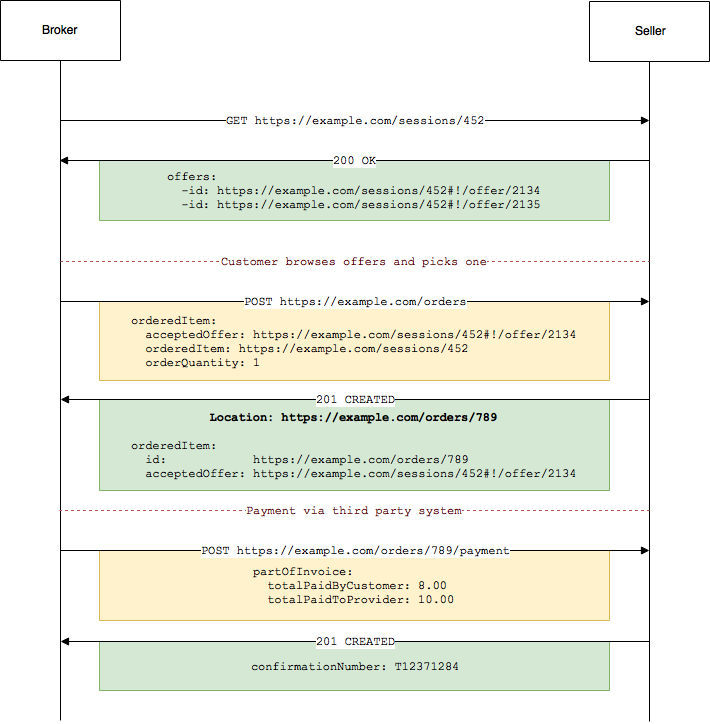 Broker
Seller
GET https://example.com/sessions/452
200 OK
offers:
-id: https://example.com/sessions/452#!/offer/2134
-id: https://example.com/sessions/452#!/offer/2135
Customer browses offers and picks one
POST https://example.com/orders
orderedItem:
acceptedOffer: https://example.com/sessions/452#!/offer/2134
orderedItem: https://example.com/sessions/452
orderQuantity: 1
201 CREATED
Location: https://example.com/orders/789
orderedItem:
id: https://example.com/orders/789
acceptedOffer: https://example.com/sessions/452#!/offer/2134
Payment via third party system
POST https://example.com/orders/789/payment
partOfInvoice:
totalPaidByCustomer: 8.00
totalPaidToProvider: 10.00
201 CREATED
confirmationNumber: T12371284